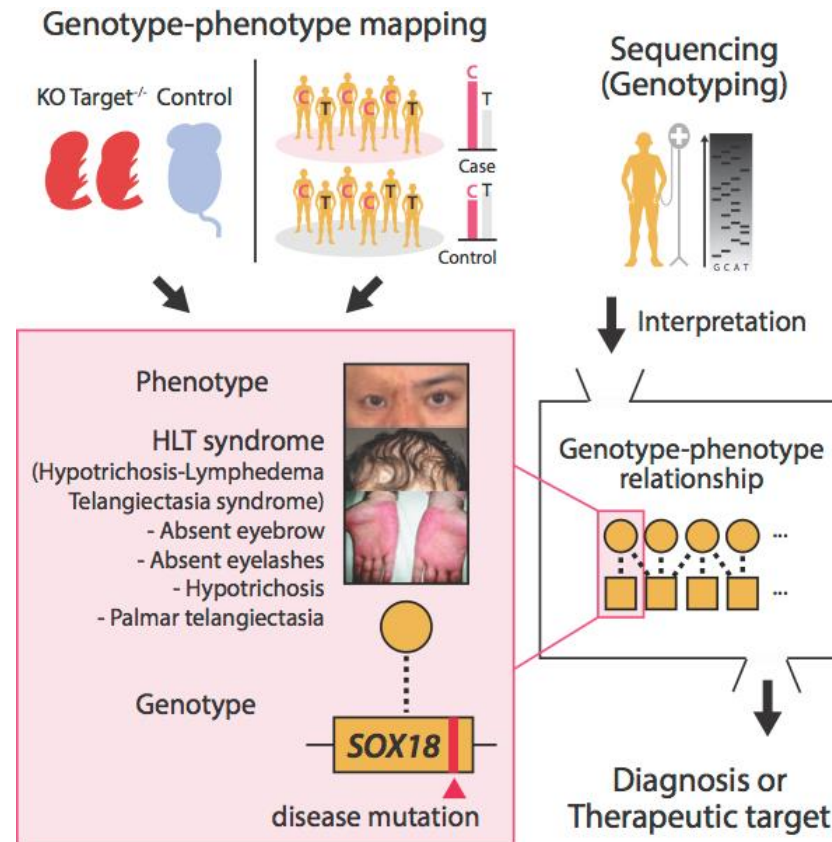 Genotype-phenotype mapping
KO Target-/- Control
C C C
T C T
C
T
Case
C T C T
T C T
C
T
Control
Sequencing
(Genotyping)
G C A T
Interpretation
Phenotype
HLT syndrome
(Hypotrichosis-Lymphedema
Telangiectasia syndrome)
- Absent eyebrow
- Absent eyelashes
- Hypotrichosis
- Palmar telangiectasia
Genotype
SOX18
disease mutation
Genotype-phenotype
relationship
...
...
Diagnosis or
Therapeutic target